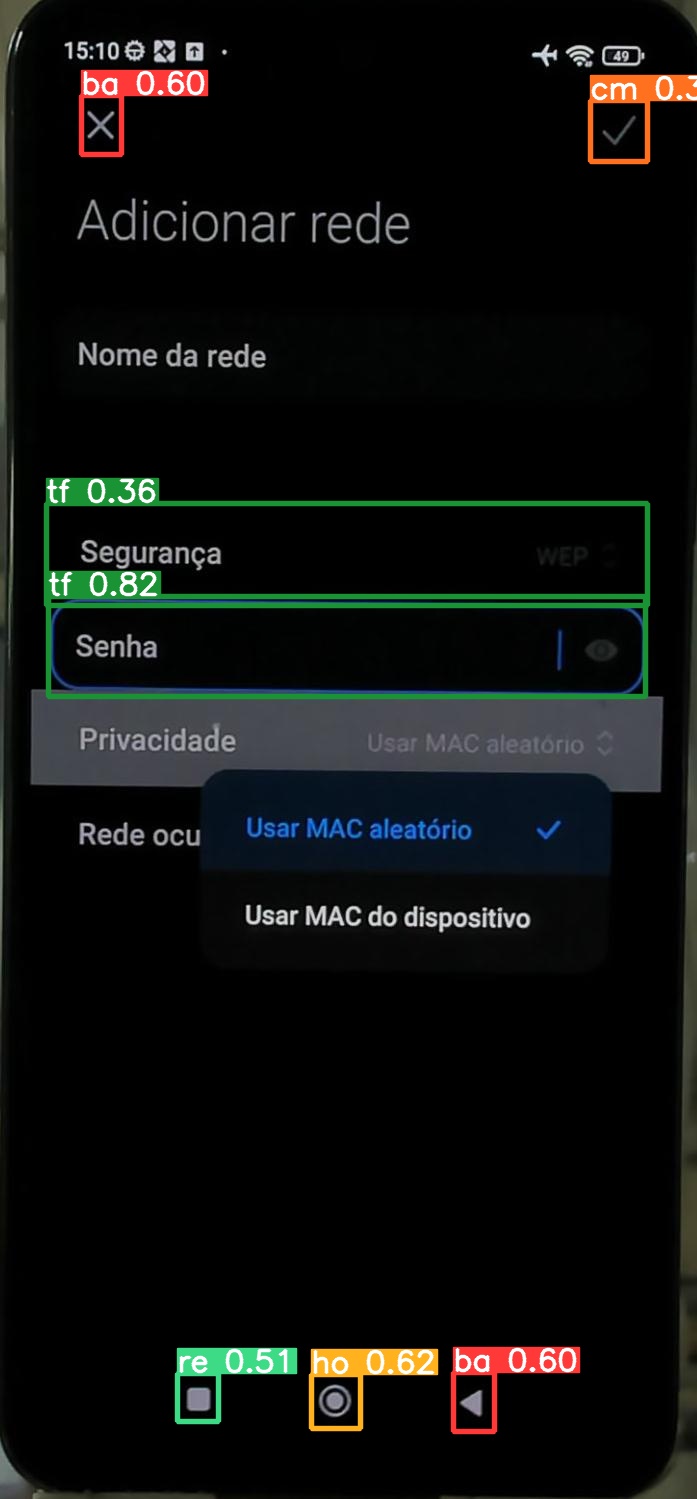 15:10
49
ba 0.60
cm 0.3
Adicionar rede
Nome da rede
tf 0.36
Segurança WEP
tf 0.82
Senha
Privacidade Usar MAC aleatório
Rede ocu
Usar MAC aleatório
Usar MAC do dispositivo
re 0.51 ho 0.62 ba 0.60